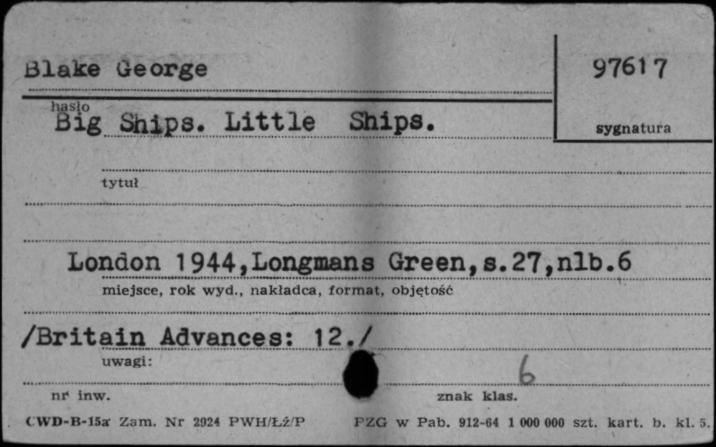 Blake George
97617
hasło
Big Ships. Little Ships.
sygnatura
tytuł
London 1944,Longmans Green,s.27,nlb.6
miejsce, rok wyd., nakładca, format, objętość
/Britain Advances: 12./
uwagi:
6
nr inw.
znak klas.
CWD-B-15a Zam. Nr 2924 PWH/Łź/P
PZG w Pab. 912-64 1 000 000 szt. kart. b. kl. 5.